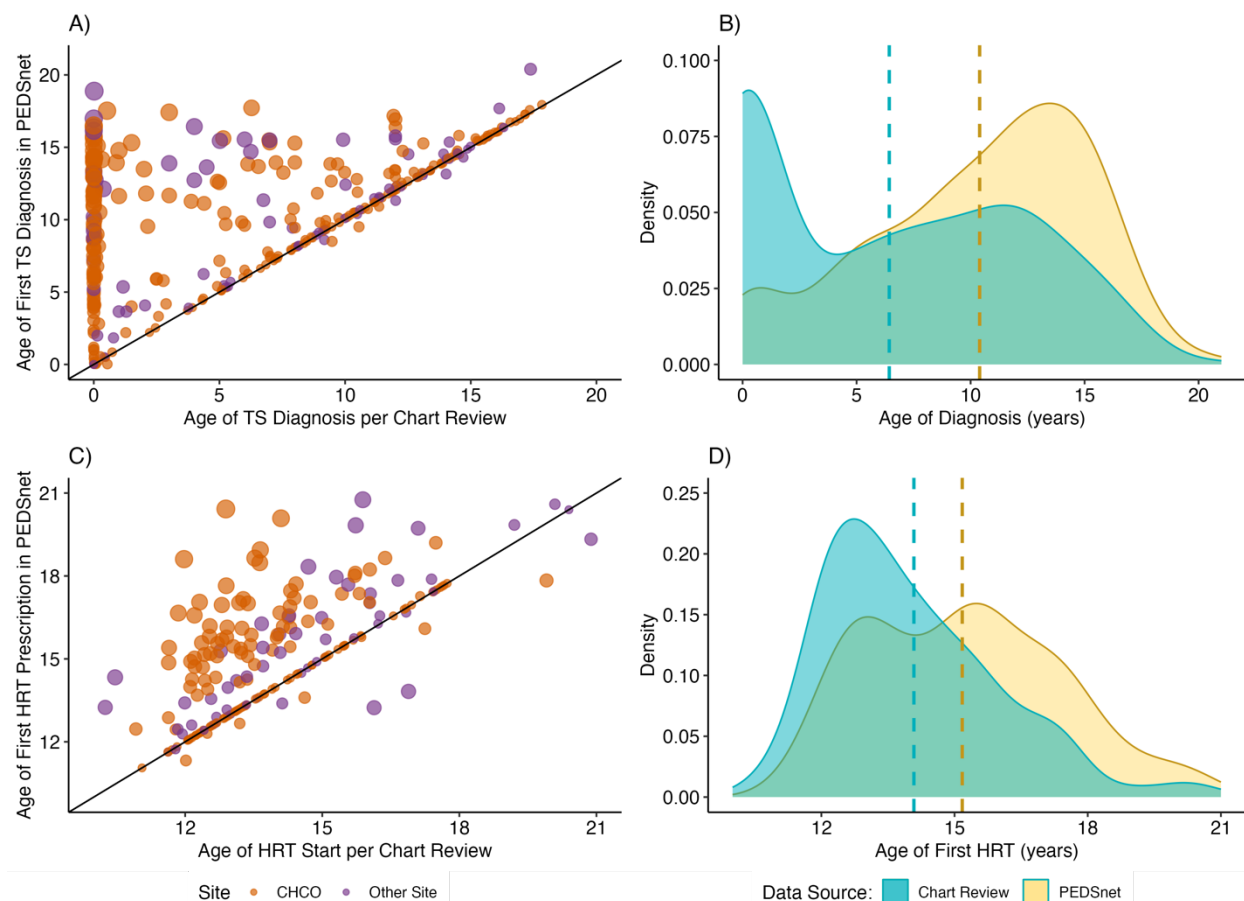 A)
Age of First TS Diagnosis in PEDSnet
20
15
10
5
0
0 5 10 15 20
Age of TS Diagnosis per Chart Review
B)
Density
0.100
0.075
0.050
0.025
0.000
0 5 10 15 20
Age of Diagnosis (years)
C)
Age of First HRT Prescription in PEDSnet
21
18
15
12
12 15 18 21
Age of HRT Start per Chart Review
D)
Density
0.25
0.20
0.15
0.10
0.05
0.00
12 15 18 21
Age of First HRT (years)
Site CHCO Other Site
Data Source: Chart Review PEDSnet